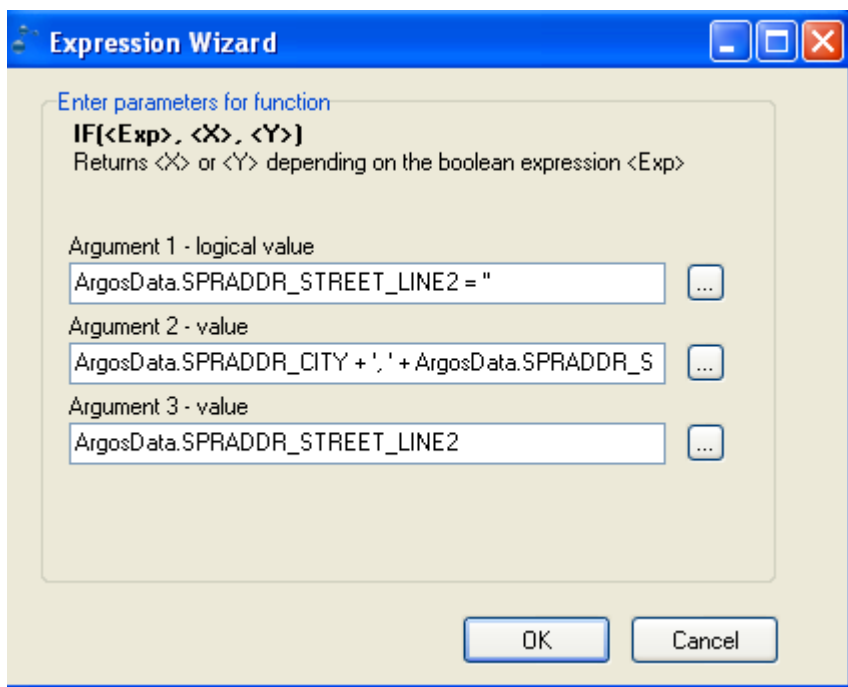 Expression Wizard
Enter parameters for function
IF(<Exp>, <X>, <Y>)
Returns <X> or <Y> depending on the boolean expression <Exp>
Argument 1 - logical value
ArgosData.SPRADDR_STREET_LINE2 = ''
...
Argument 2 - value
ArgosData.SPRADDR_CITY + ', ' + ArgosData.SPRADDR_S
...
Argument 3 - value
ArgosData.SPRADDR_STREET_LINE2
...
OK Cancel